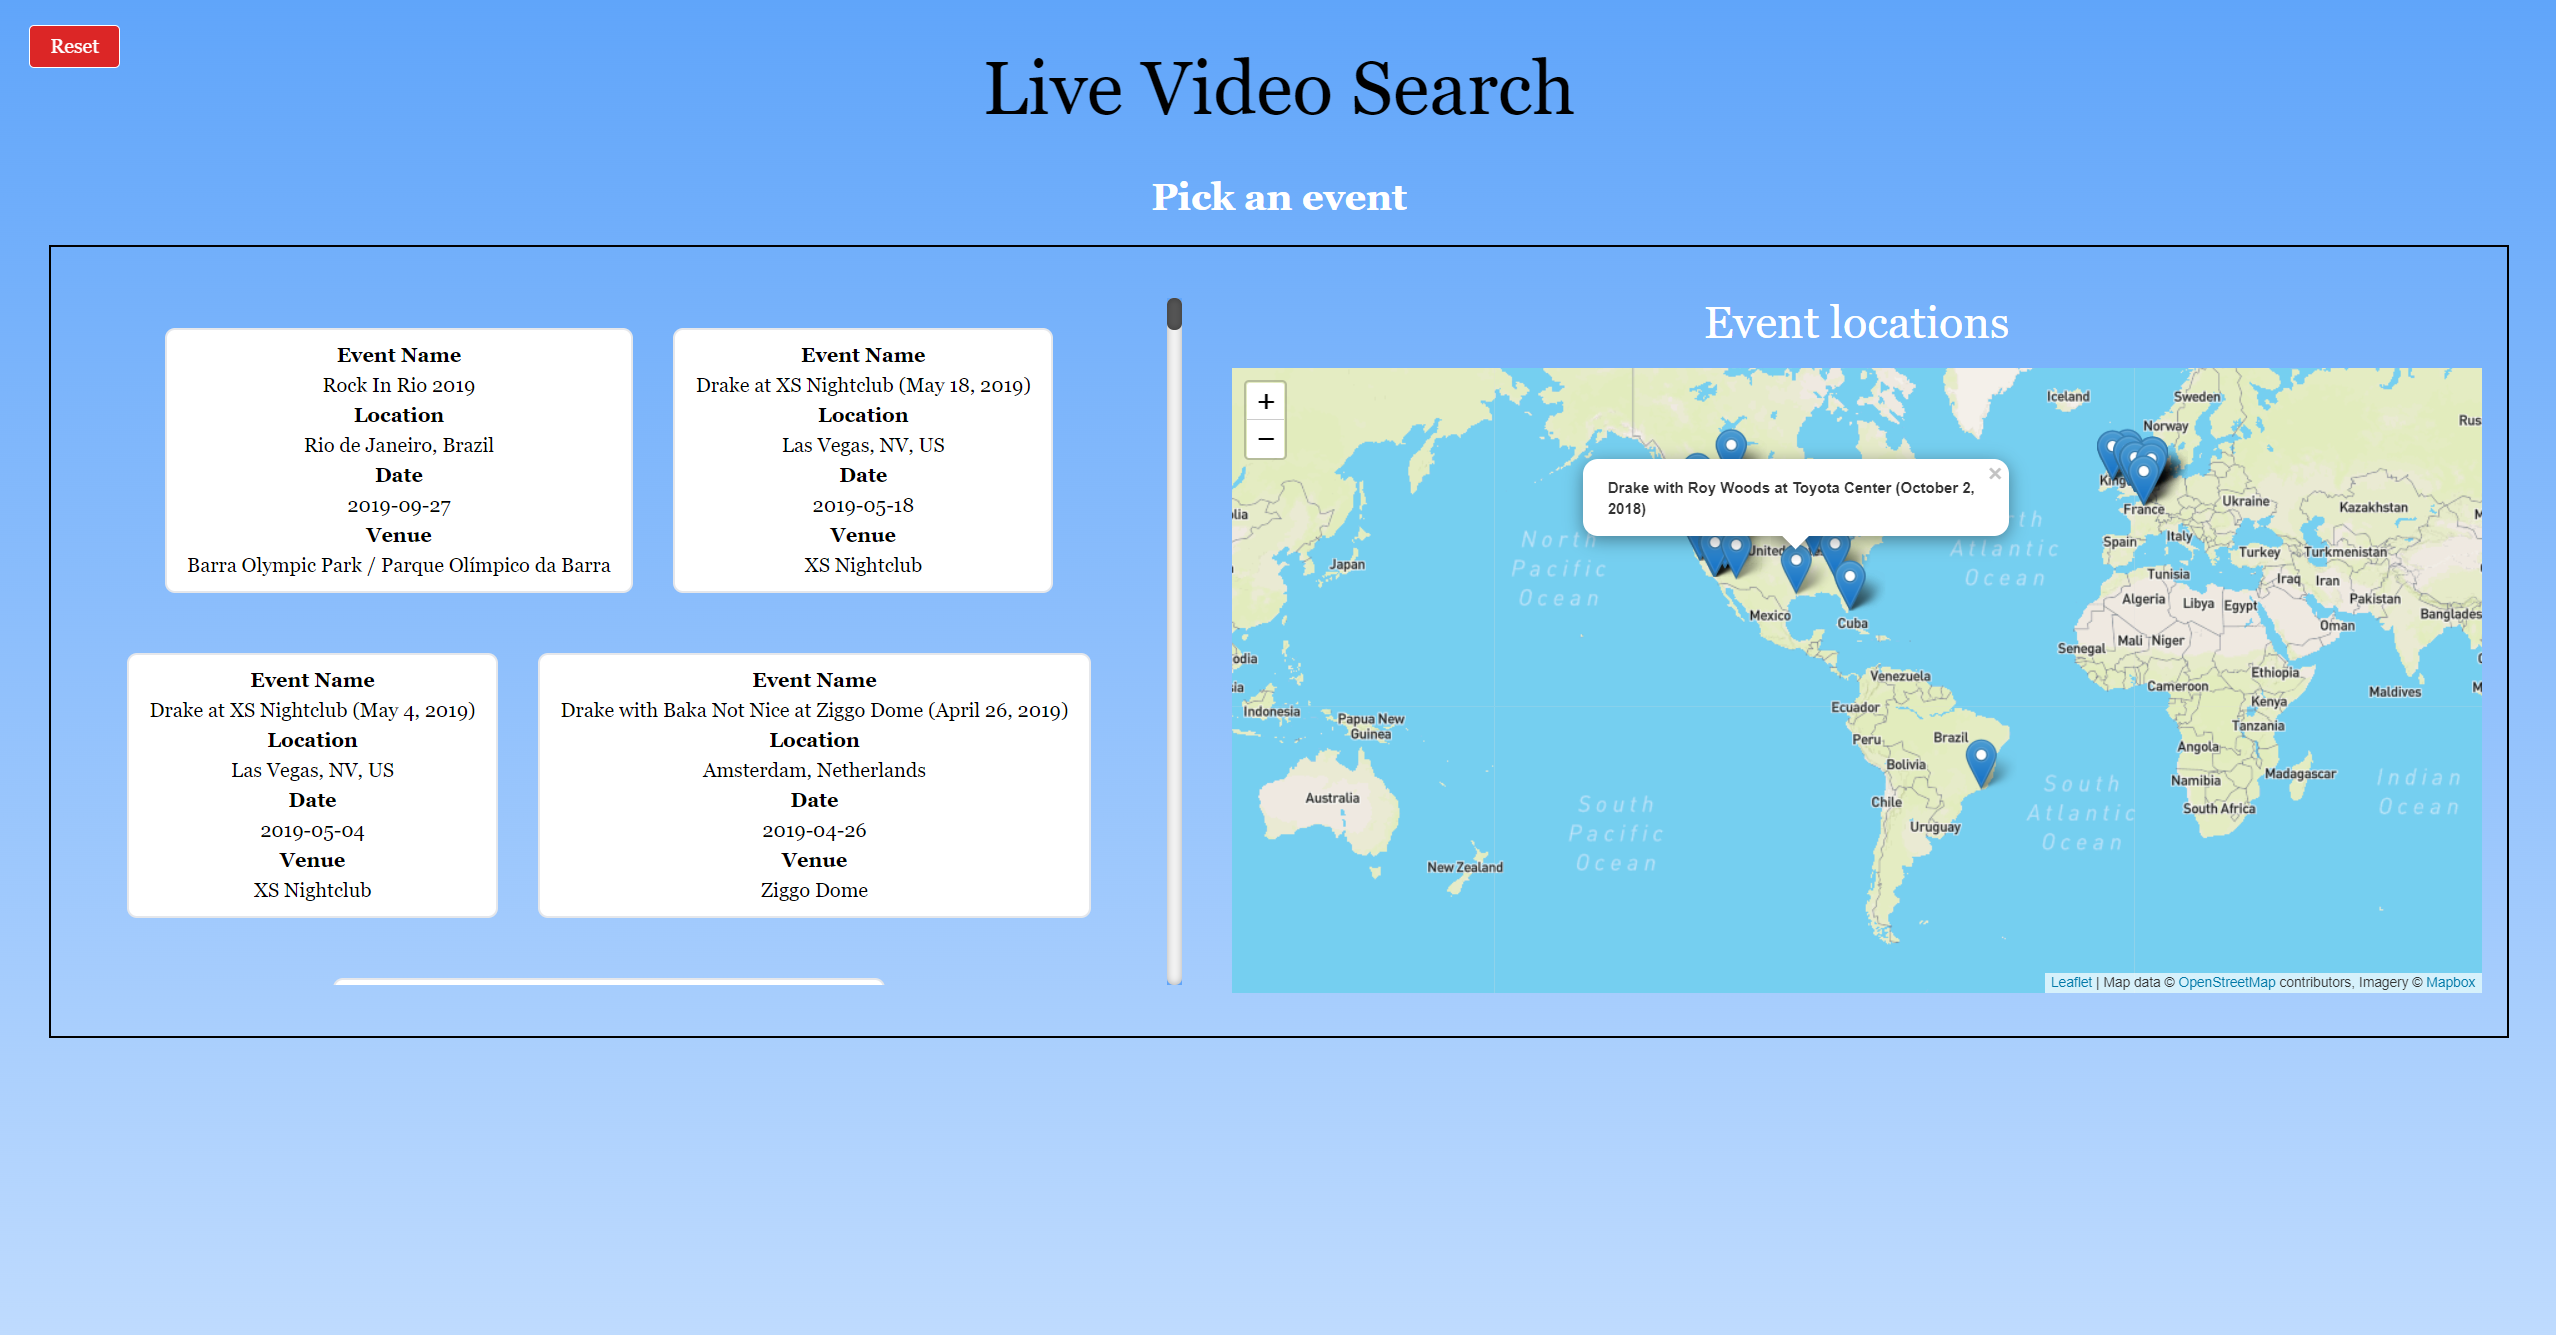 Reset
Live Video Search
Pick an event
Event Name
Rock In Rio 2019
Location
Rio de Janeiro, Brazil
Date
2019-09-27
Venue
Barra Olympic Park / Parque Olímpico da Barra
Event Name
Drake at XS Nightclub (May 18, 2019)
Location
Las Vegas, NV, US
Date
2019-05-18
Venue
XS Nightclub
Event Name
Drake at XS Nightclub (May 4, 2019)
Location
Las Vegas, NV, US
Date
2019-05-04
Venue
XS Nightclub
Event Name
Drake with Baka Not Nice at Ziggo Dome (April 26, 2019)
Location
Amsterdam, Netherlands
Date
2019-04-26
Venue
Ziggo Dome
Event locations
+
−
Drake with Roy Woods at Toyota Center (October 2,
2018)
×
Iceland
Sweden
Norway
Rus
Ukraine
Kazakhstan
France
Spain
Italy
Turkey
Turkmenistan
Tunisia
Iraq
Iran
Algeria
Libya
Egypt
Pakistan
Bangladesh
Oman
Mali
Niger
Senegal
Ethiopia
Cameroon
Maldives
Kenya
Tanzania
Angola
Namibia
Madagascar
South Africa
Indian
Ocean
North
Pacific
Ocean
Atlantic
Ocean
Japan
United
Mexico
Cuba
Venezuela
Ecuador
Peru
Brazil
Bolivia
Chile
Uruguay
South
Atlantic
Ocean
Indonesia
Papua New
Guinea
Australia
New Zealand
South
Pacific
Ocean
Leaflet | Map data © OpenStreetMap contributors, Imagery © Mapbox